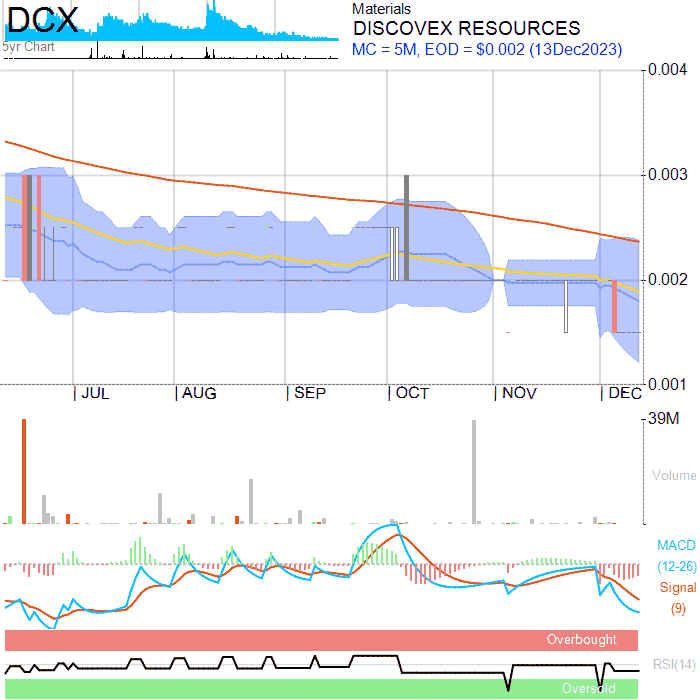 DCX
5yr Chart
Materials
DISCOVEX RESOURCES
MC = 5M, EOD = $0.002 (13Dec2023)
0.004
0.003
0.002
0.001
| JUL | AUG | SEP | OCT | NOV | DEC
39M
Volume
MACD
(12-26)
Signal
(9)
Overbought
RSI(14)
Oversold